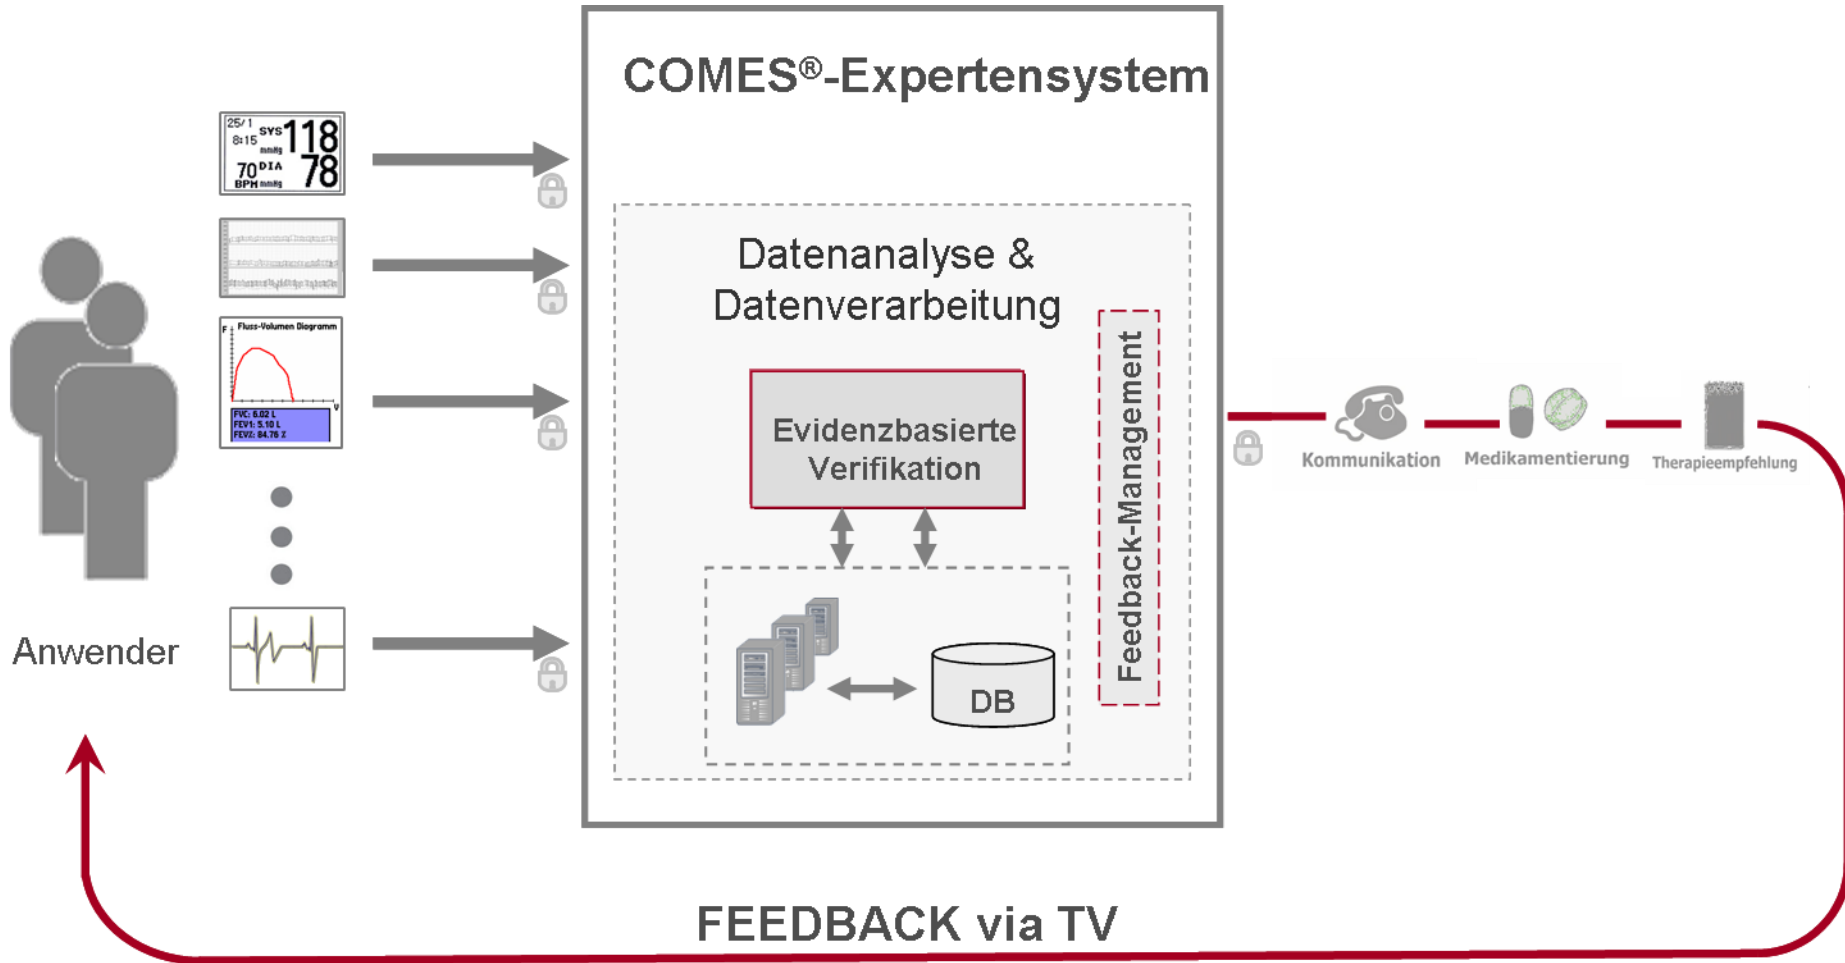 COMES®-Expertensystem
25/1
8:15
SYS
mmHg
118
70
BPM
DIA
mmHg
78
F
Fluss-Volumen Diagramm
V
FVC: 6.02 L
FEV1: 5.10 L
FEV%: 84.76 %
Anwender
Datenanalyse &
Datenverarbeitung
Evidenzbasierte
Verifikation
DB
Feedback-Management
Kommunikation
Medikamentierung
Therapieempfehlung
FEEDBACK via TV